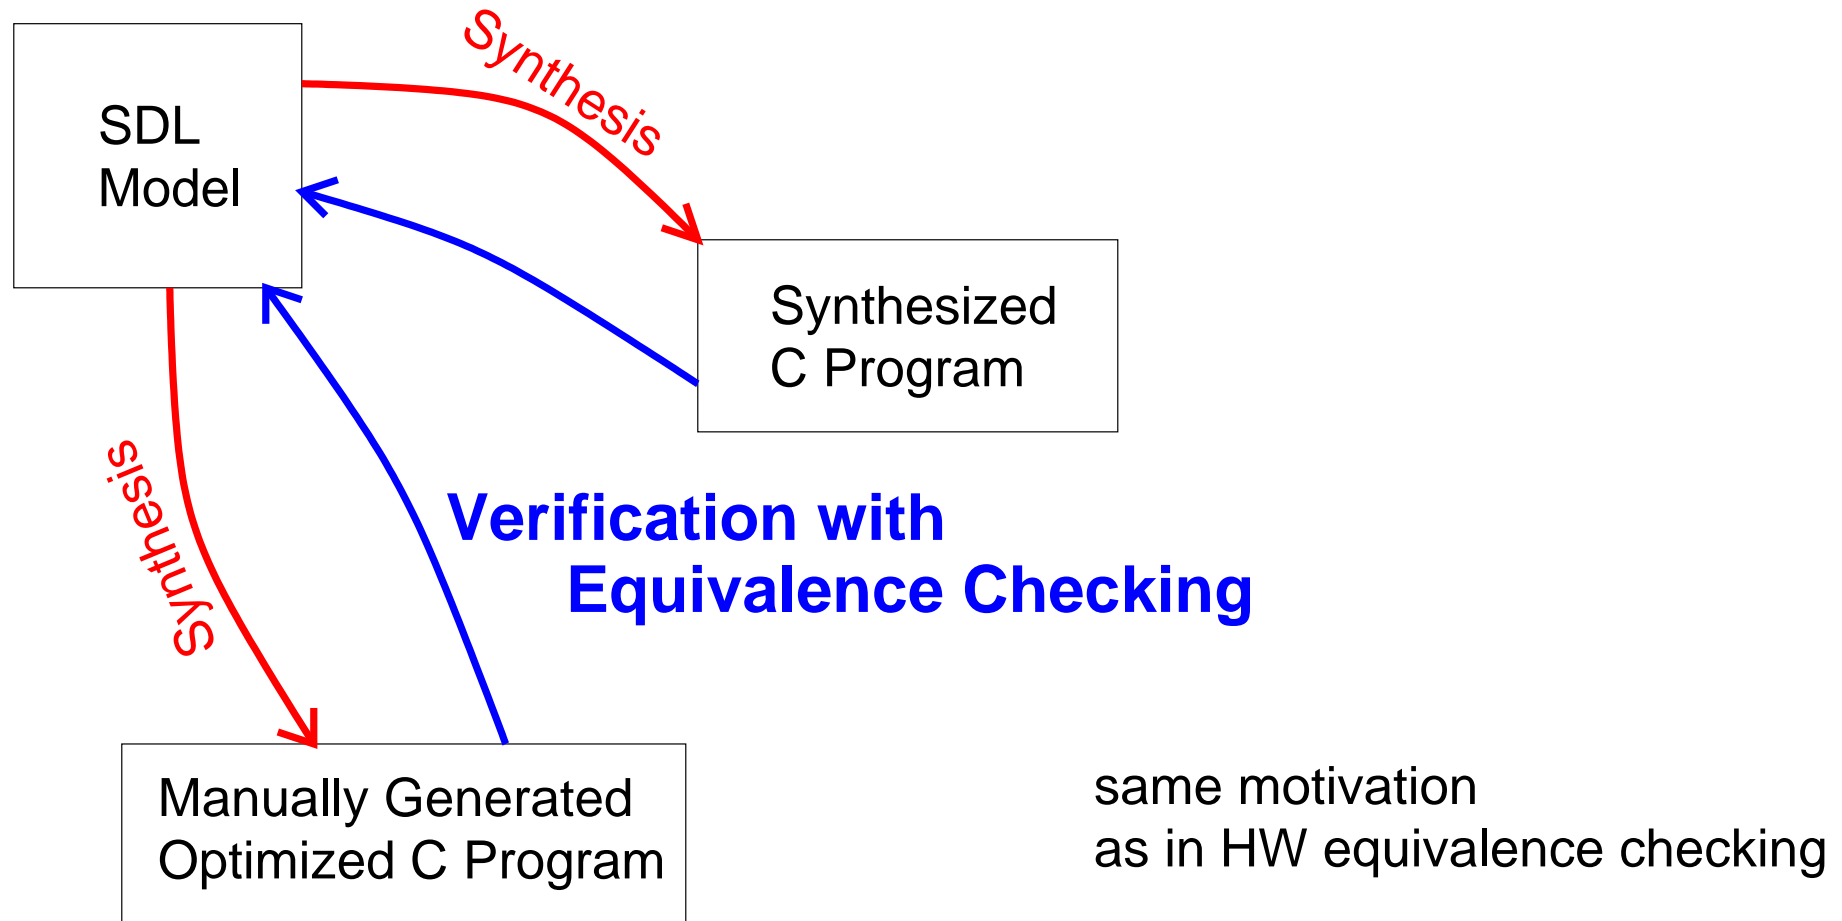 Synthesis
SDL
Model
Synthesized
C Program
Synthesis
Verification with
Equivalence Checking
Manually Generated
Optimized C Program
same motivation
as in HW equivalence checking